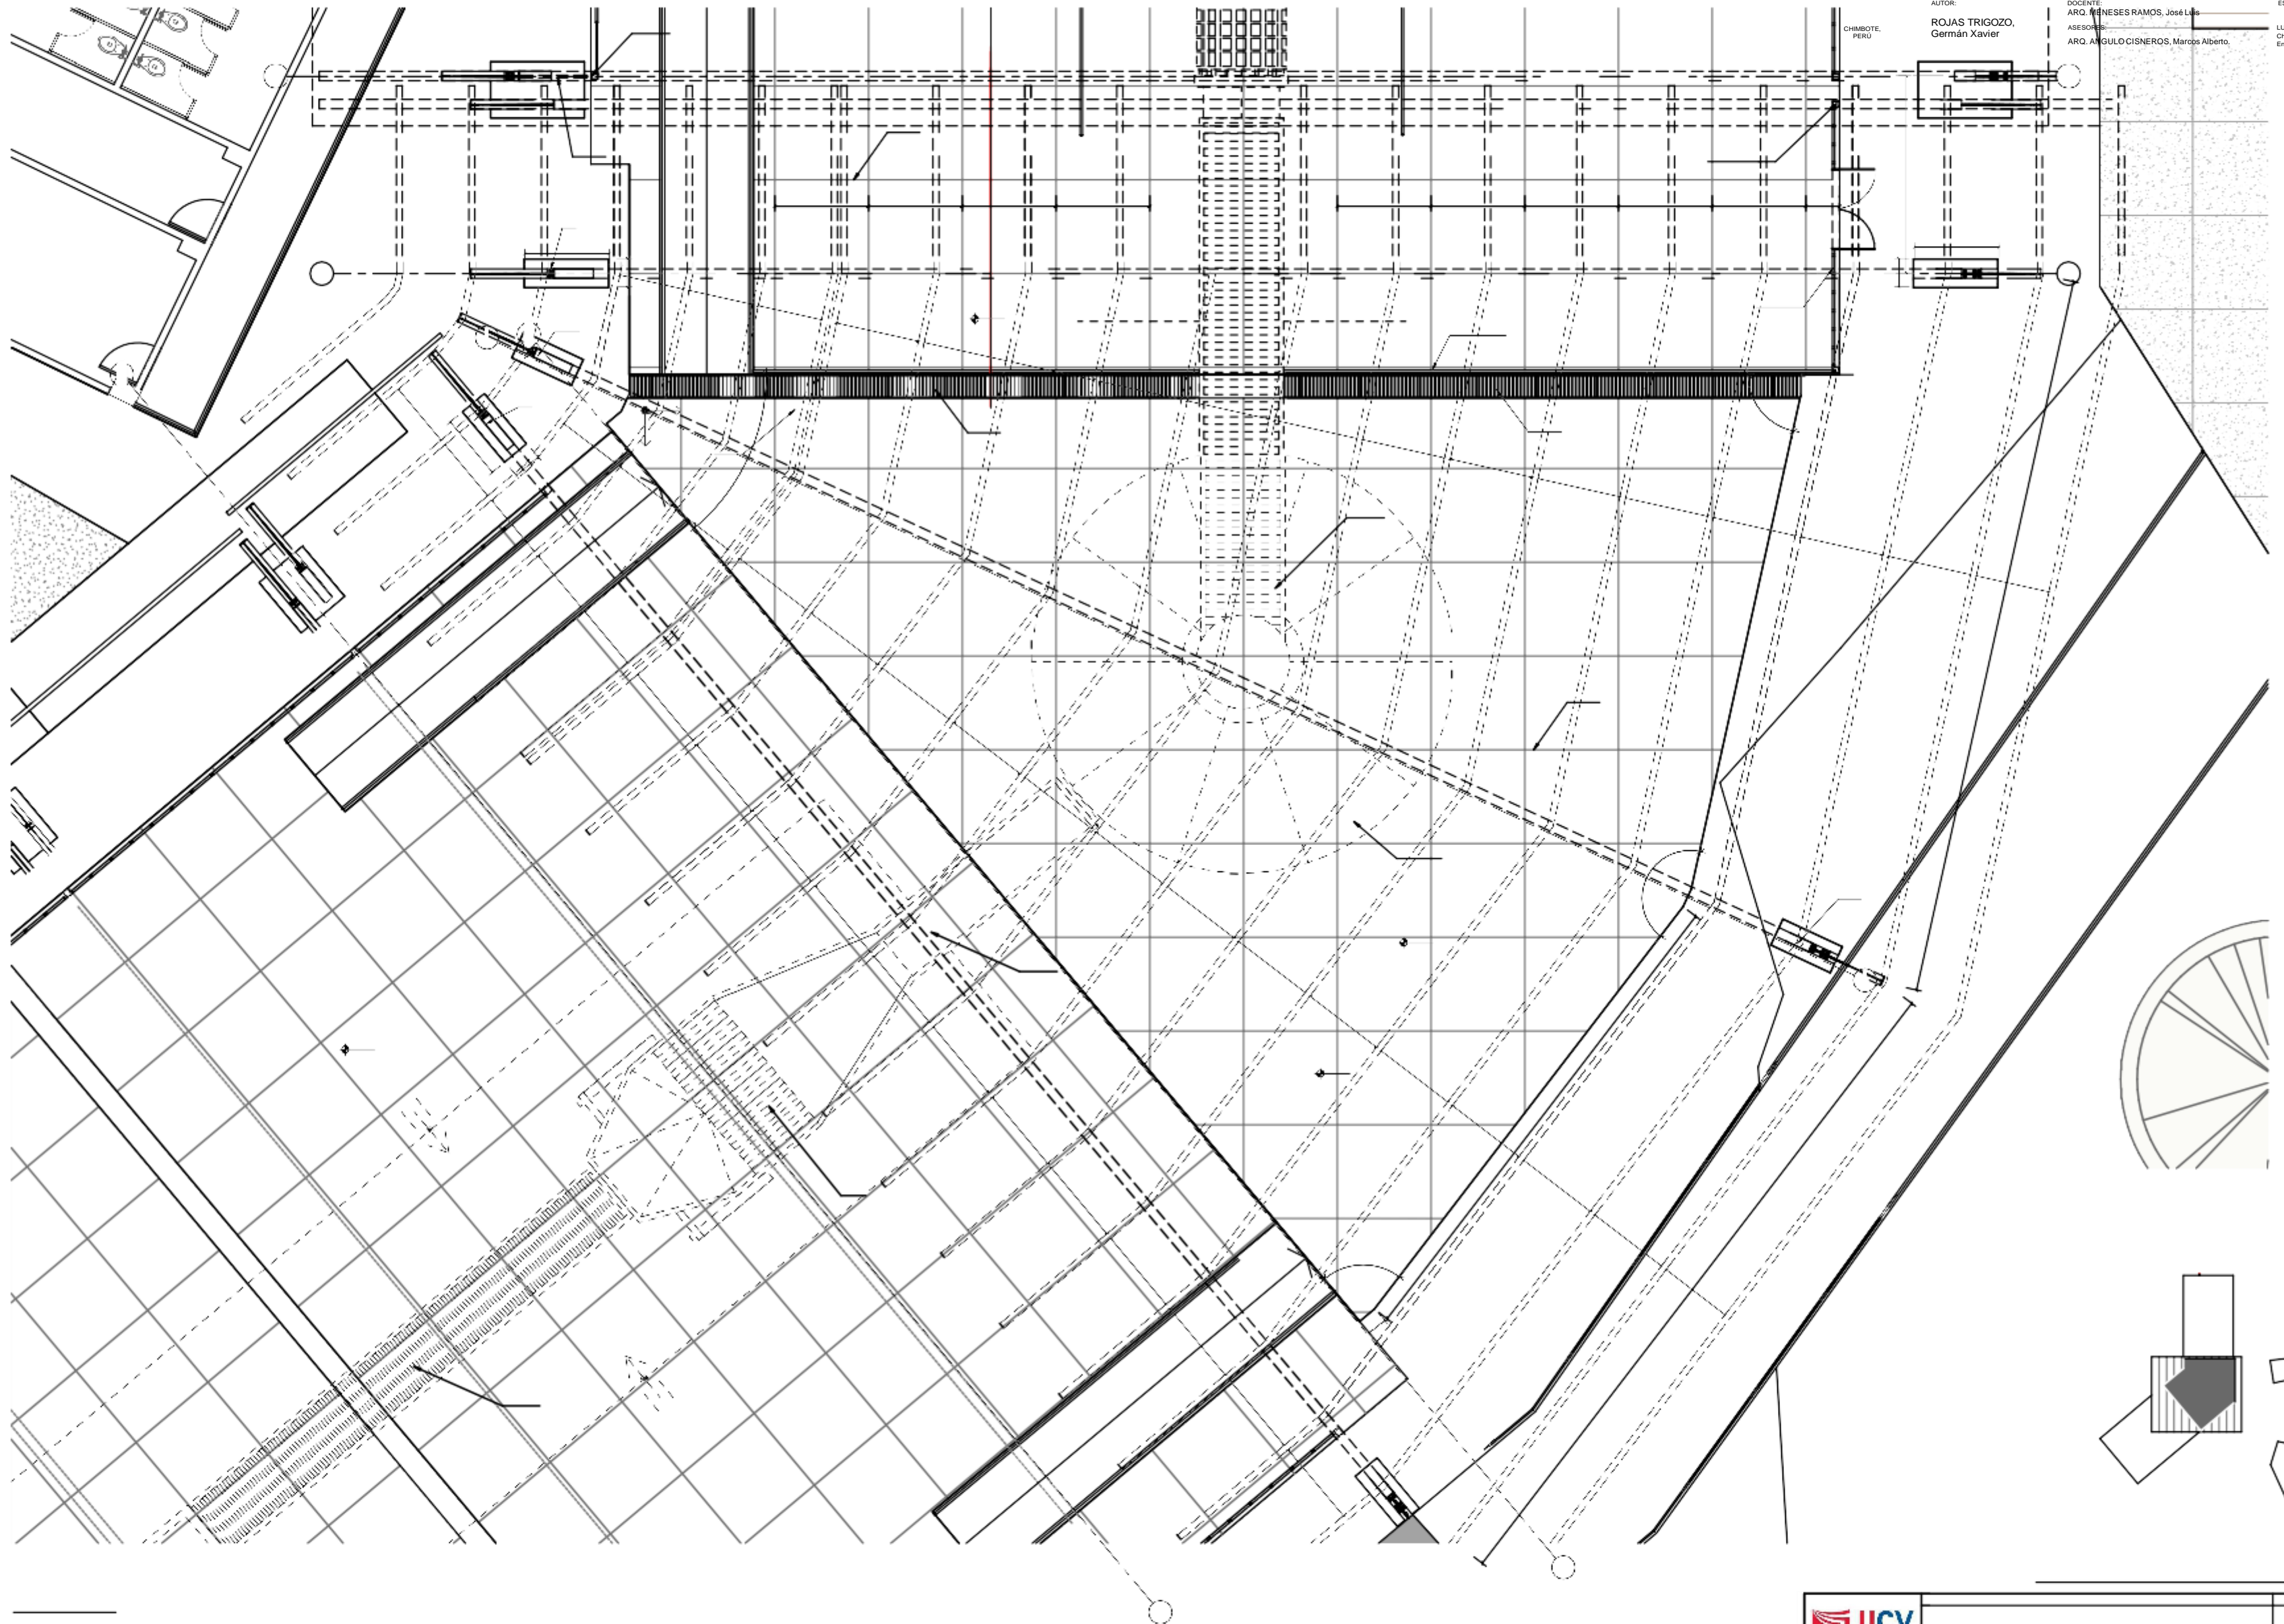 AUTOR:
ROJAS TRIGOZO,
Germán Xavier
DOCENTE:
ARQ. MENESES RAMOS, José Luis
ASESORES:
ARQ. ANGULO CISNEROS, Marcos Alberto.
CHIMBOTE,
PERÚ
UCV